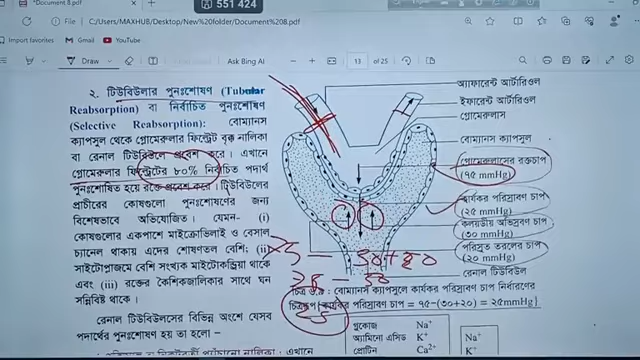 *Document 8.pdf
551 424
File
C:/Users/MAXHUB/Desktop/New%20folder/Document%208.pdf
Import favorites
Gmail
YouTube
Draw
Ask Bing AI
13
of 25
২. টিউবিউলার পুনঃশোষণ (Tubular
Reabsorption) বা নির্বাচিত পুনঃশোষণ
(Selective Reabsorption): বোম্যানস
ক্যাপসুল থেকে গ্লোমেরুলার ফিল্ট্রেট বৃক্ক নালিকা
বা রেনাল টিউবিউলে প্রবেশ করে। এখানে
গ্লোমেরুলার ফিল্ট্রেটের ৮০% নির্বাচিত পদার্থ
পুনঃশোষিত হয়ে রক্তে প্রবেশ করে। টিউবিউলের
প্রাচীরের কোষগুলো পুনঃশোষণের জন্য
বিশেষভাবে অভিযোজিত। যেমন- (i)
কোষগুলোর একপাশে মাইক্রোভিলাই ও বেসাল
চ্যানেল থাকায় এদের শোষণতল বেশি; (ii)
সাইটোপ্লাজমে বেশি সংখ্যক মাইটোকন্ড্রিয়া থাকে
এবং (iii) রক্তের কৈশিকজালিকার সাথে ঘন
সন্নিবিষ্ট থাকে।
রেনাল টিউবিউলসের বিভিন্ন অংশে যেসব
পদার্থের পুনঃশোষণ হয় তা হলো-
অ্যাফারেন্ট আর্টারিওল
ইফারেন্ট আর্টারিওল
গ্লোমেরুলাস
বোম্যানস ক্যাপসুল
গ্লোমেরুলাসের রক্তচাপ
(৭৫ mmHg)
কার্যকর পরিস্রাবণ চাপ
(২৫ mmHg)
কলয়ডীয় অভিস্রবণ চাপ
(৩০ mmHg)
পরিস্রুত তরলের চাপ
(২০ mmHg)
রেনাল টিউবিউল
বোম্যানস ক্যাপসুলে কার্যকর পরিস্রাবণ চাপ নির্ধারণের
[কার্যকর পরিস্রাবণ চাপ = ৭৫-(৩০+২০) = ২৫mmHg]
গ্লুকোজ Na⁺
অ্যামিনো এসিড K⁺
প্রোটিন Ca²⁺
Na⁺
K⁺
25